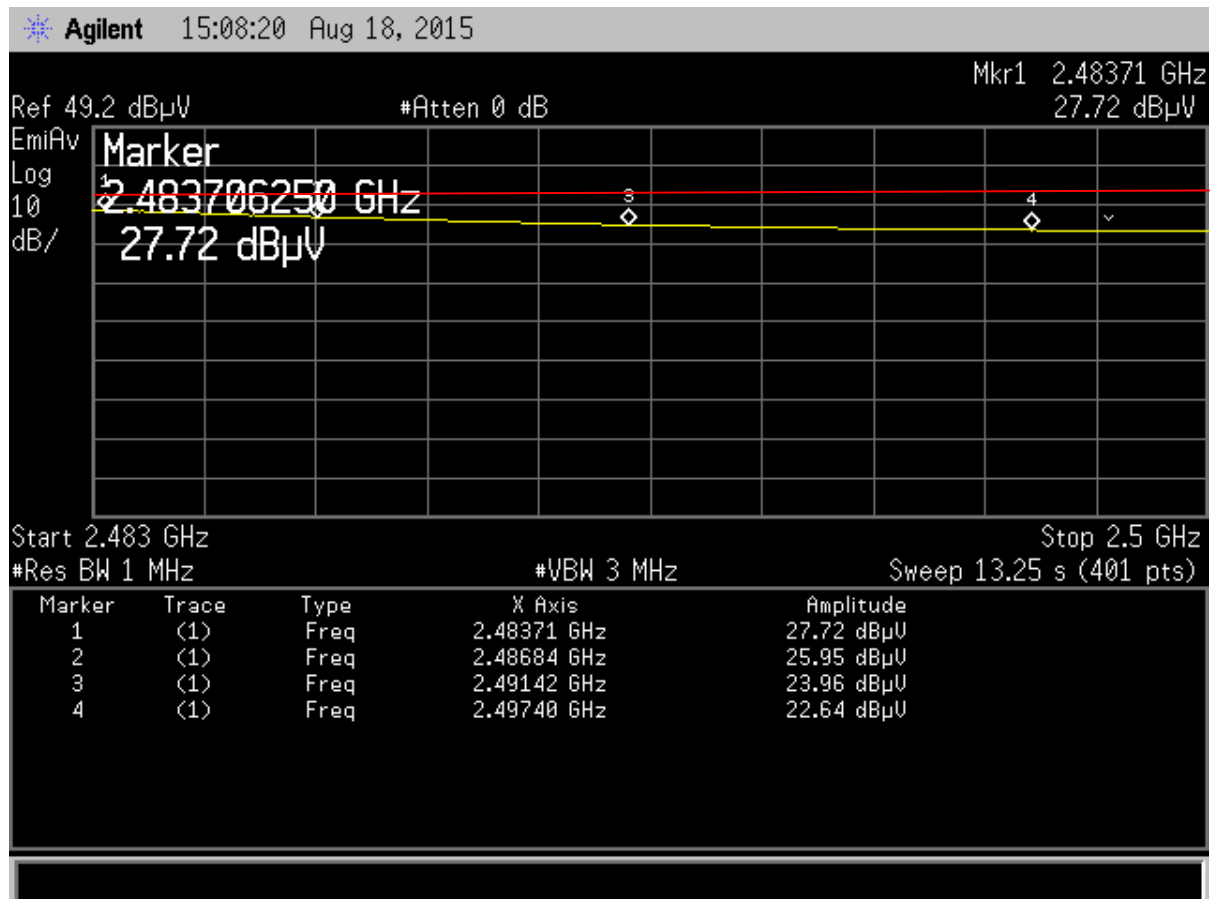 Agilent 15:08:20 Aug 18, 2015
Mkr1 2.48371 GHz
Ref 49.2 dBµV #Atten 0 dB 27.72 dBµV
EmiAv
Log
10
dB/
Marker
2.483706250 GHz
27.72 dBµV
1
3
4
Start 2.483 GHz Stop 2.5 GHz
#Res BW 1 MHz #VBW 3 MHz Sweep 13.25 s (401 pts)
Marker Trace Type X Axis Amplitude
1 (1) Freq 2.48371 GHz 27.72 dBµV
2 (1) Freq 2.48684 GHz 25.95 dBµV
3 (1) Freq 2.49142 GHz 23.96 dBµV
4 (1) Freq 2.49740 GHz 22.64 dBµV